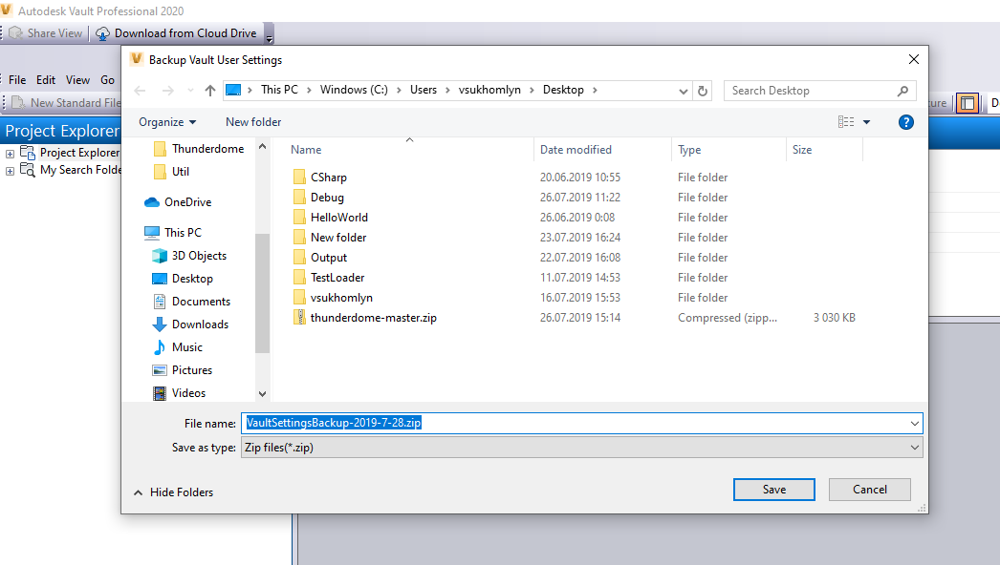 Autodesk Vault Professional 2020
Share View Download from Cloud Drive
Backup Vault User Settings
File Edit View Go
This PC Windows (C:) Users vsukhomlyn Desktop Search Desktop
New Standard File
Organize New folder
Project Explorer
Project Explorer
My Search Folde
Thunderdome
Util
OneDrive
This PC
3D Objects
Desktop
Documents
Downloads
Music
Pictures
Videos
Name Date modified Type Size
CSharp 20.06.2019 10:55 File folder
Debug 26.07.2019 11:22 File folder
HelloWorld 26.06.2019 0:08 File folder
New folder 23.07.2019 16:24 File folder
Output 22.07.2019 16:08 File folder
TestLoader 11.07.2019 14:53 File folder
vsukhomlyn 16.07.2019 15:53 File folder
thunderdome-master.zip 26.07.2019 15:14 Compressed (zipp... 3 030 KB
File name: VaultSettingsBackup-2019-7-28.zip
Save as type: Zip files(*.zip)
Hide Folders Save Cancel